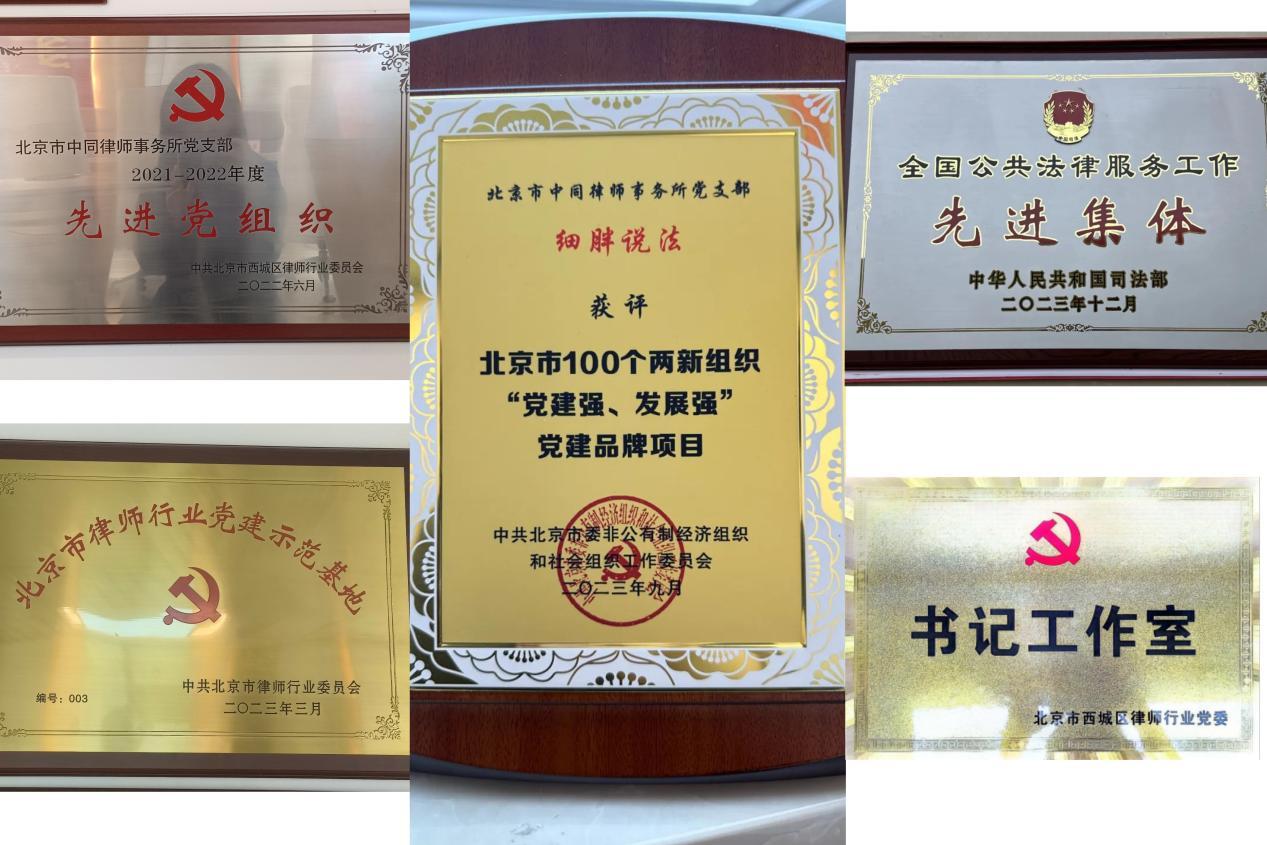 北京市中同律师事务所党支部
2021-2022年度
先进党组织
中共北京市西城区律师行业委员会
二〇二二年六月
北京市律师行业党建示范基地
编号：003
中共北京市律师行业委员会
二〇二三年三月
北京市中同律师事务所党支部
细胖说法
获评
北京市100个两新组织
“党建强、发展强”
党建品牌项目
中共北京市委非公有制经济组织
和社会组织工作委员会
二〇二三年九月
全国公共法律服务工作
先进集体
中华人民共和国司法部
二〇二三年十二月
书记工作室
北京市西城区律师行业党委